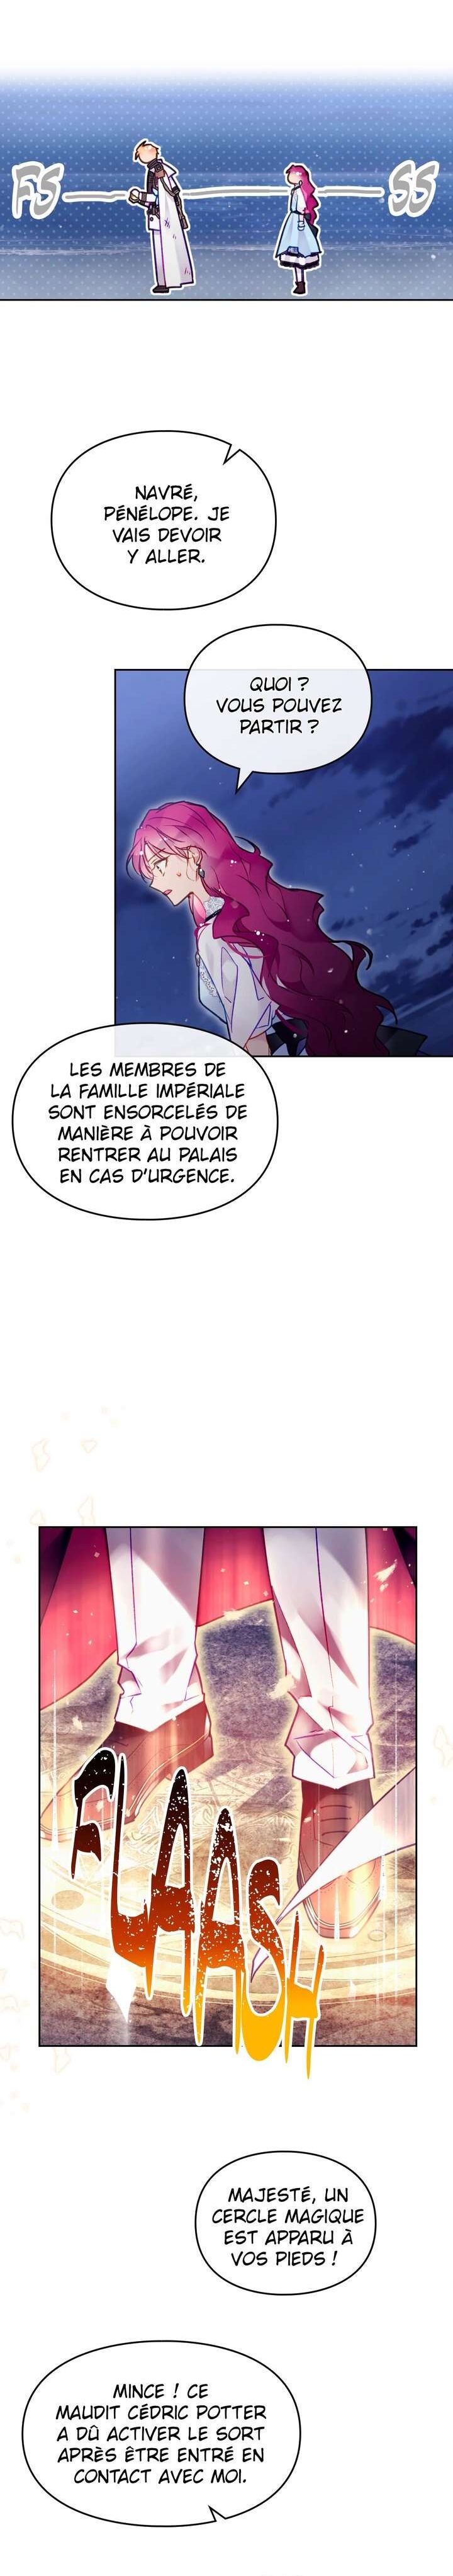 FS
SS
NAVRÉ,
PÉNÉLOPE. JE
VAIS DEVOIR
Y ALLER.
QUOI ?
VOUS POUVEZ
PARTIR ?
LES MEMBRES DE
LA FAMILLE IMPÉRIALE
SONT ENSORCELÉS DE
MANIÈRE À POUVOIR
RENTRER AU PALAIS
EN CAS D'URGENCE.
FLAAASH
MAJESTÉ, UN
CERCLE MAGIQUE
EST APPARU À
VOS PIEDS !
MINCE ! CE
MAUDIT CÉDRIC POTTER
A DÛ ACTIVER LE SORT
APRÈS ÊTRE ENTRÉ EN
CONTACT AVEC MOI.